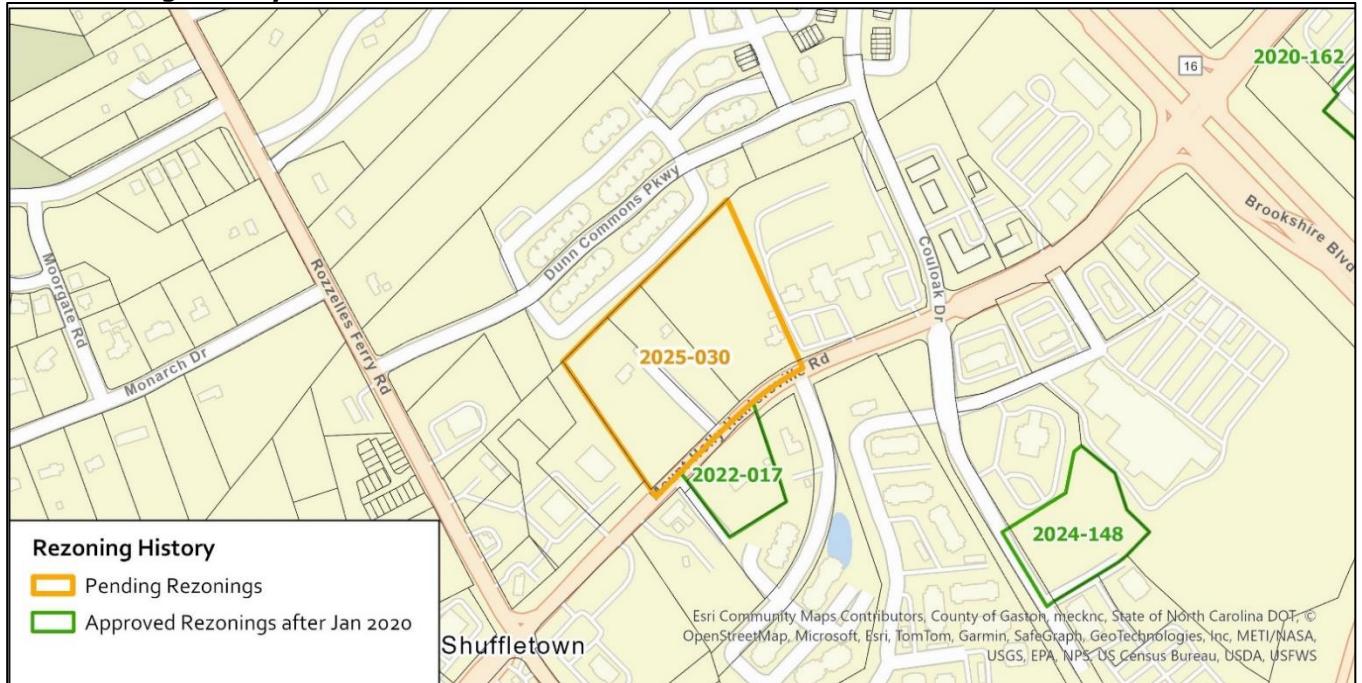 2020-162
16
Brookshire Blvd
Dunn Commons Pkwy
Couloak Dr
Rozzelles Ferry Rd
Moorgate Rd
Monarch Dr
2025-030
2022-017
2024-148
Rezoning History
Pending Rezonings
Approved Rezonings after Jan 2020
Shuffletown
Esri Community Maps Contributors, County of Gaston, mecknc, State of North Carolina DOT, ©
OpenStreetMap, Microsoft, Esri, TomTom, Garmin, SafeGraph, GeoTechnologies, Inc, METI/NASA,
USGS, EPA, NPS, US Census Bureau, USDA, USFWS